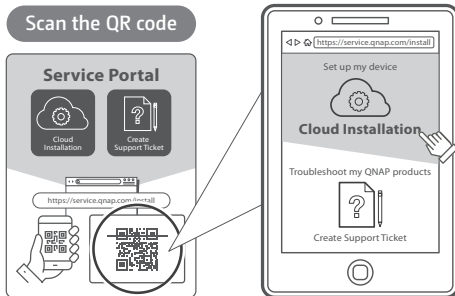 Scan the QR code
Service Portal
Cloud
Installation
Create
Support Ticket
https://service.qnap.com/install
https://service.qnap.com/install
Set up my device
Cloud Installation
Troubleshoot my QNAP products
Create Support Ticket